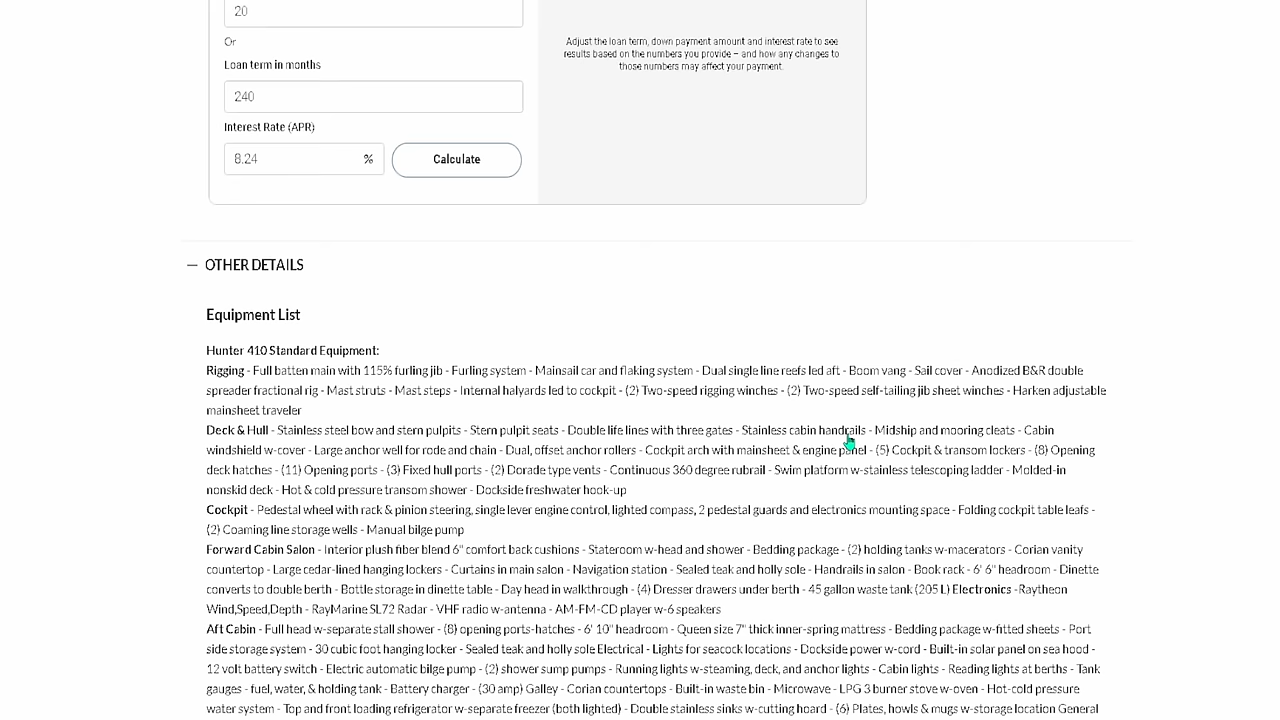 20
Or
Loan term in months
240
Interest Rate (APR)
8.24 % Calculate
Adjust the loan term, down payment amount and interest rate to see
results based on the numbers you provide – and how any changes to
those numbers may affect your payment.
— OTHER DETAILS
Equipment List
Hunter 410 Standard Equipment:
Rigging - Full batten main with 115% furling jib - Furling system - Mainsail car and flaking system - Dual single line reefs led aft - Boom vang - Sail cover - Anodized B&R double
spreader fractional rig - Mast struts - Mast steps - Internal halyards led to cockpit - (2) Two-speed rigging winches - (2) Two-speed self-tailing jib sheet winches - Harken adjustable
mainsheet traveler
Deck & Hull - Stainless steel bow and stern pulpits - Stern pulpit seats - Double life lines with three gates - Stainless cabin handrails - Midship and mooring cleats - Cabin
windshield w-cover - Large anchor well for rode and chain - Dual, offset anchor rollers - Cockpit arch with mainsheet & engine panel - (5) Cockpit & transom lockers - (8) Opening
deck hatches - (11) Opening ports - (3) Fixed hull ports - (2) Dorade type vents - Continuous 360 degree rubrail - Swim platform w-stainless telescoping ladder - Molded-in
nonskid deck - Hot & cold pressure transom shower - Dockside freshwater hook-up
Cockpit - Pedestal wheel with rack & pinion steering, single lever engine control, lighted compass, 2 pedestal guards and electronics mounting space - Folding cockpit table leafs -
(2) Coaming line storage wells - Manual bilge pump
Forward Cabin Salon - Interior plush fiber blend 6" comfort back cushions - Stateroom w-head and shower - Bedding package - (2) holding tanks w-macerators - Corian vanity
countertop - Large cedar-lined hanging lockers - Curtains in main salon - Navigation station - Sealed teak and holly sole - Handrails in salon - Book rack - 6' 6" headroom - Dinette
converts to double berth - Bottle storage in dinette table - Day head in walkthrough - (4) Dresser drawers under berth - 45 gallon waste tank (205 L) Electronics -Raytheon
Wind,Speed,Depth - RayMarine SL72 Radar - VHF radio w-antenna - AM-FM-CD player w-6 speakers
Aft Cabin - Full head w-separate stall shower - (8) opening ports-hatches - 6' 10" headroom - Queen size 7" thick inner-spring mattress - Bedding package w-fitted sheets - Port
side storage system - 30 cubic foot hanging locker - Sealed teak and holly sole Electrical - Lights for seacock locations - Dockside power w-cord - Built-in solar panel on sea hood -
12 volt battery switch - Electric automatic bilge pump - (2) shower sump pumps - Running lights w-steaming, deck, and anchor lights - Cabin lights - Reading lights at berths - Tank
gauges - fuel, water, & holding tank - Battery charger - (30 amp) Galley - Corian countertops - Built-in waste bin - Microwave - LPG 3 burner stove w-oven - Hot-cold pressure
water system - Top and front loading refrigerator w-separate freezer (both lighted) - Double stainless sinks w-cutting board - (6) Plates, bowls & mugs w-storage location General